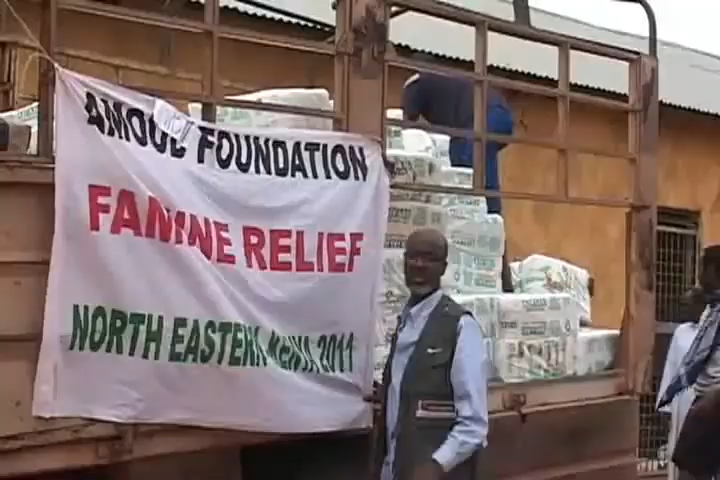 AMOUD FOUNDATION
FAMINE RELIEF
NORTH EASTERN KENYA 2011